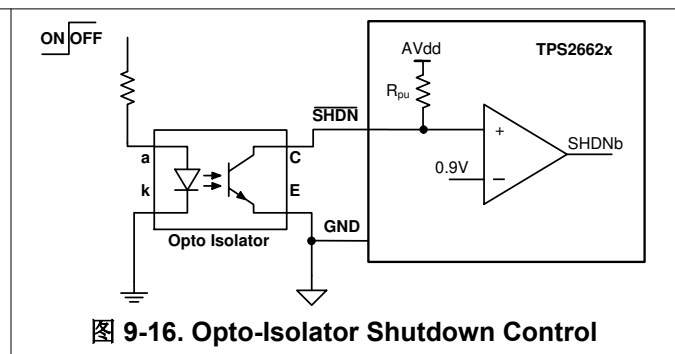 ON OFF
AVdd
TPS2662x
Rpu
SHDN
+
SHDNb
0.9V
−
a
C
k
E
GND
Opto Isolator
图 9-16. Opto-Isolator Shutdown Control